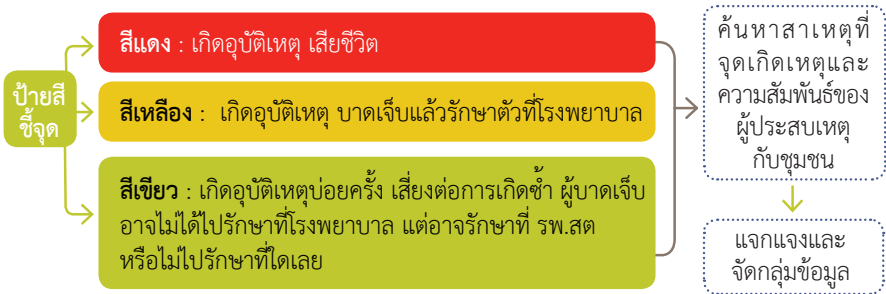 ป้ายสี
ชี้จุด
สีแดง : เกิดอุบัติเหตุ เสียชีวิต
สีเหลือง : เกิดอุบัติเหตุ บาดเจ็บแล้วรักษาตัวที่โรงพยาบาล
สีเขียว : เกิดอุบัติเหตุบ่อยครั้ง เสี่ยงต่อการเกิดซ้ำ ผู้บาดเจ็บ
อาจไม่ได้ไปรักษาที่โรงพยาบาล แต่อาจรักษาที่ รพ.สต
หรือไม่ไปรักษาที่ใดเลย
ค้นหาสาเหตุที่
จุดเกิดเหตุและ
ความสัมพันธ์ของ
ผู้ประสบเหตุ
กับชุมชน
แจกแจงและ
จัดกลุ่มข้อมูล